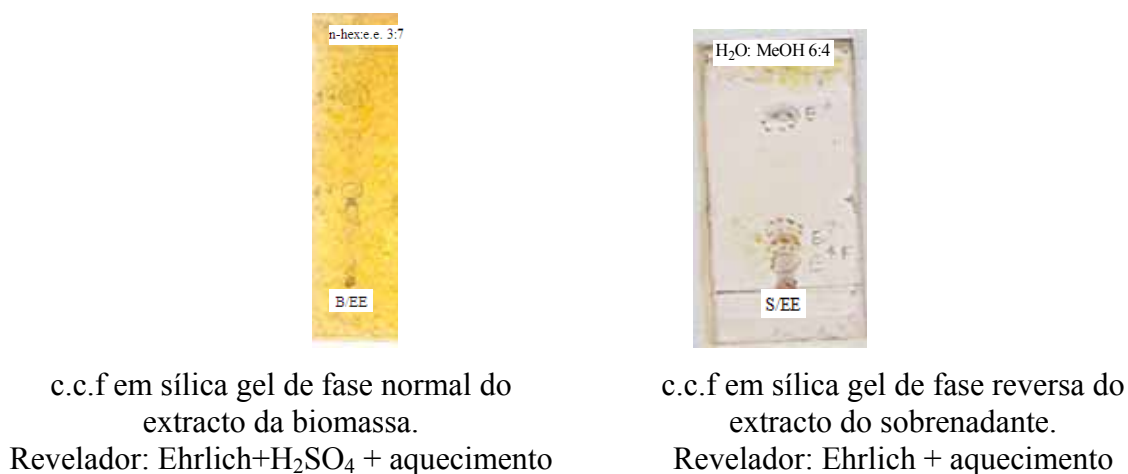 n-hex:e.e. 3:7
B/EE
H₂O: MeOH 6:4
E
E
4 F
S/EE
c.c.f em sílica gel de fase normal do
extracto da biomassa.
Revelador: Ehrlich+H₂SO₄ + aquecimento
c.c.f em sílica gel de fase reversa do
extracto do sobrenadante.
Revelador: Ehrlich + aquecimento